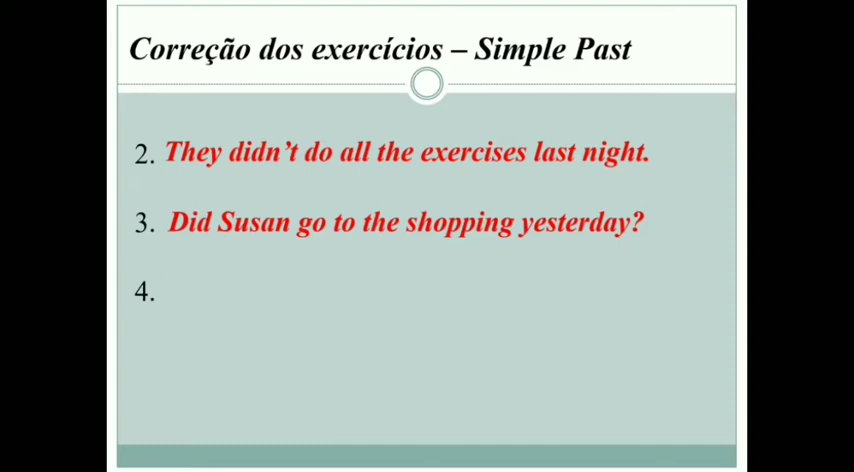 Correção dos exercícios – Simple Past
2. They didn’t do all the exercises last night.
3. Did Susan go to the shopping yesterday?
4.